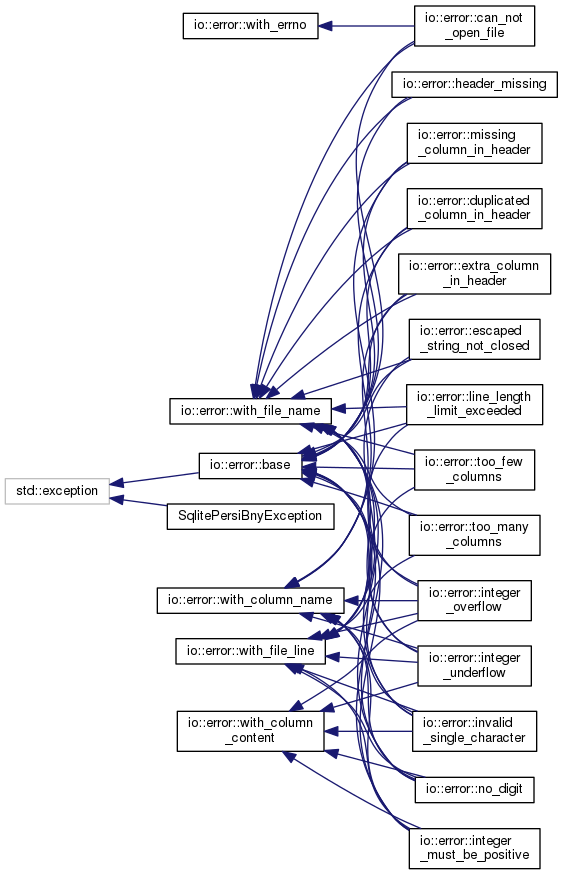 io::error::with_errno
io::error::can_not
_open_file
io::error::header_missing
io::error::missing
_column_in_header
io::error::duplicated
_column_in_header
io::error::extra_column
_in_header
io::error::escaped
_string_not_closed
io::error::with_file_name
io::error::line_length
_limit_exceeded
io::error::base
io::error::too_few
_columns
std::exception
SqlitePersiBnyException
io::error::too_many
_columns
io::error::with_column_name
io::error::integer
_overflow
io::error::with_file_line
io::error::integer
_underflow
io::error::with_column
_content
io::error::invalid
_single_character
io::error::no_digit
io::error::integer
_must_be_positive